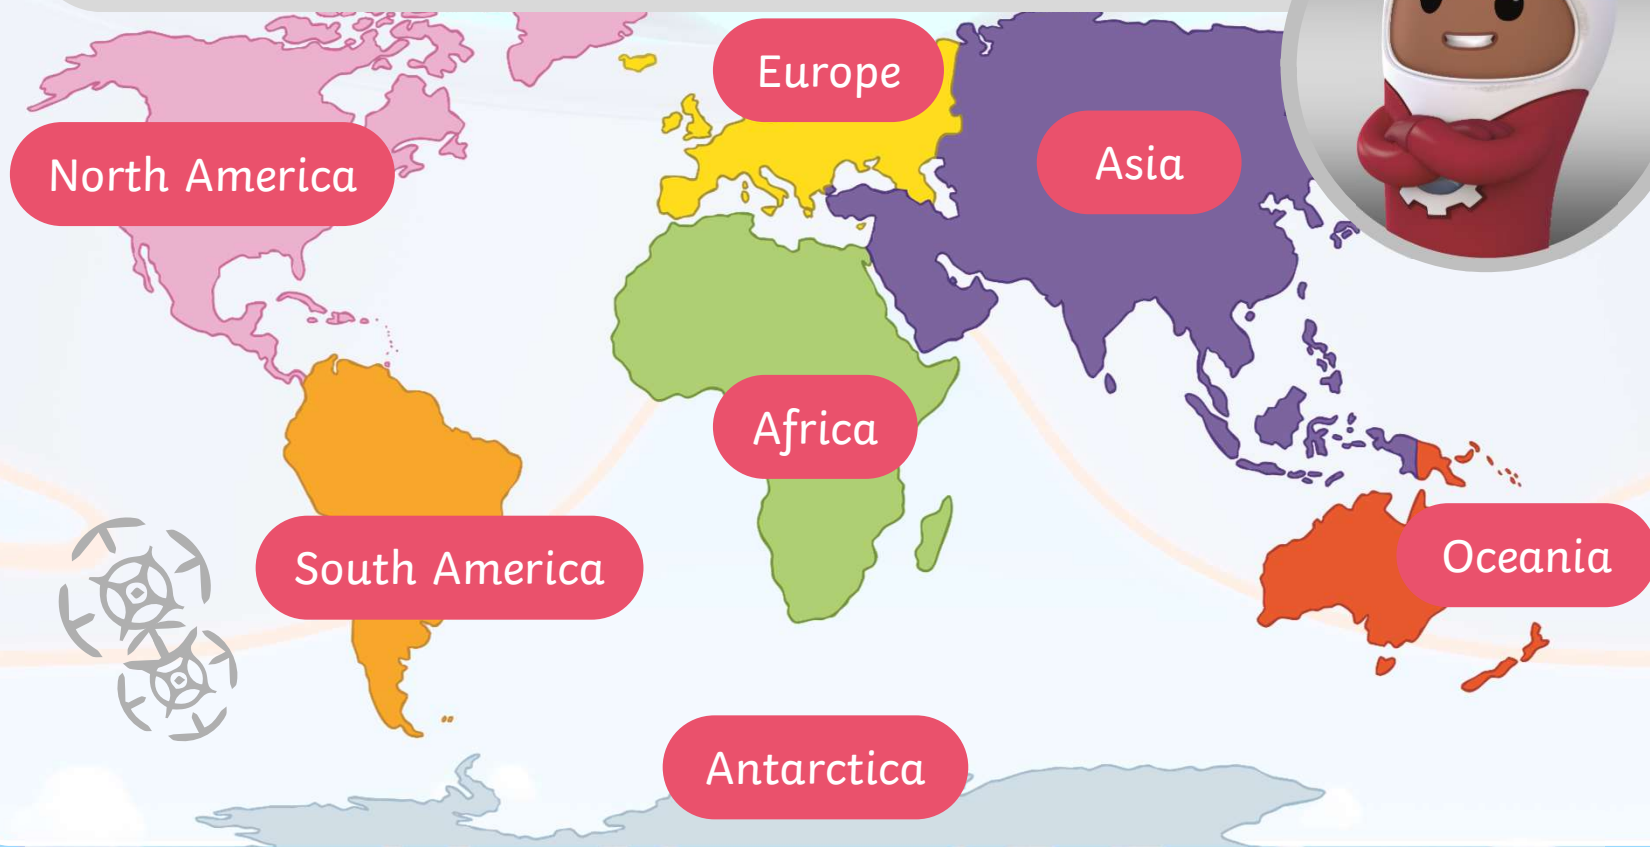 Europe
Asia
North America
Africa
Oceania
South America
Antarctica